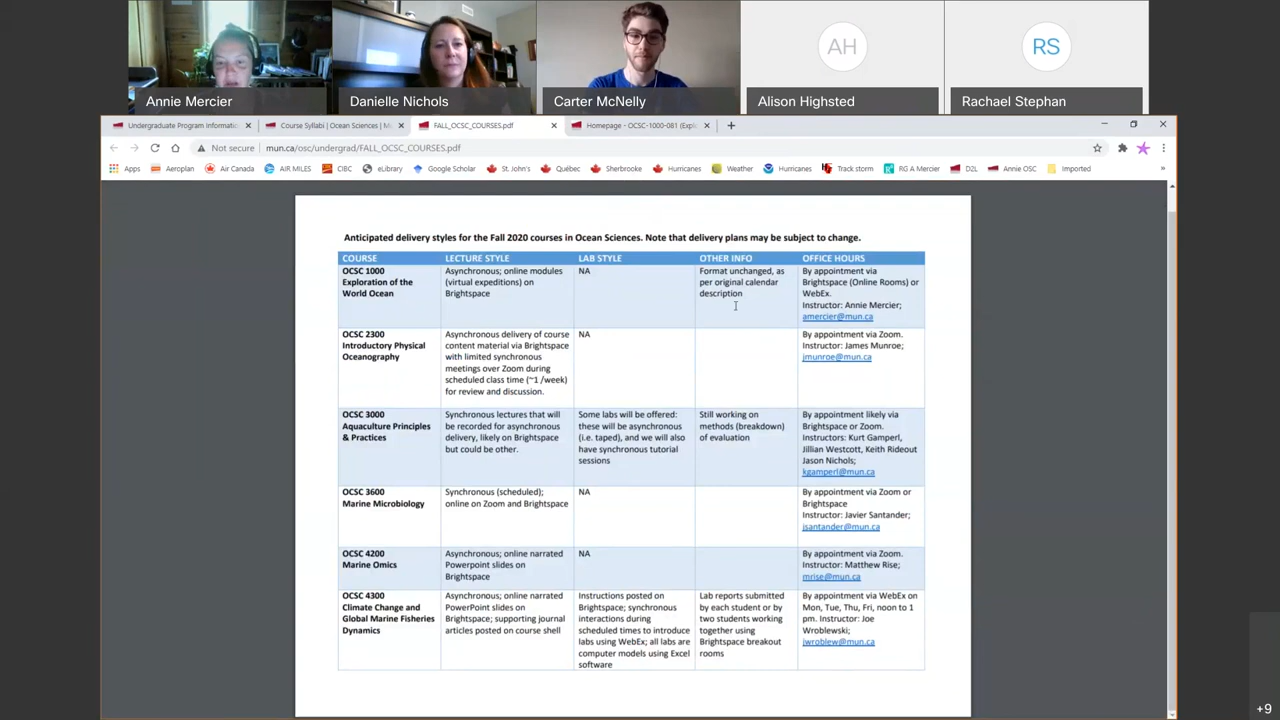 AH
RS
Annie Mercier
Danielle Nichols
Carter McNelly
Alison Highsted
Rachael Stephan
Undergraduate Program Informatic
Course Syllabi | Ocean Sciences | M
FALL_OCSC_COURSES.pdf
Homepage - OCSC-1000-081 (Expl
Not secure | mun.ca/osc/undergrad/FALL_OCSC_COURSES.pdf
Apps Aeroplan Air Canada AIR MILES CIBC eLibrary Google Scholar St. John's Québec Sherbrooke Hurricanes Weather Hurricanes Track storm RG A Mercier D2L Annie OSC Imported
Anticipated delivery styles for the Fall 2020 courses in Ocean Sciences. Note that delivery plans may be subject to change.
COURSE LECTURE STYLE LAB STYLE OTHER INFO OFFICE HOURS
OCSC 1000
Exploration of the
World Ocean
Asynchronous; online modules
(virtual expeditions) on
Brightspace
NA
Format unchanged, as
per original calendar
description
By appointment via
Brightspace (Online Rooms) or
WebEx.
Instructor: Annie Mercier;
amercier@mun.ca
OCSC 2300
Introductory Physical
Oceanography
Asynchronous delivery of course
content material via Brightspace
with limited synchronous
meetings over Zoom during
scheduled class time (~1 /week)
for review and discussion.
NA
By appointment via Zoom.
Instructor: James Munroe;
jmunroe@mun.ca
OCSC 3000
Aquaculture Principles
& Practices
Synchronous lectures that will
be recorded for asynchronous
delivery, likely on Brightspace
but could be other.
Some labs will be offered:
these will be asynchronous
(i.e. taped), and we will also
have synchronous tutorial
sessions
Still working on
methods (breakdown)
of evaluation
By appointment likely via
Brightspace or Zoom.
Instructors: Kurt Gamperl,
Jillian Westcott, Keith Rideout
Jason Nichols;
kgamperl@mun.ca
OCSC 3600
Marine Microbiology
Synchronous (scheduled);
online on Zoom and Brightspace
NA
By appointment via Zoom or
Brightspace
Instructor: Javier Santander;
jsantander@mun.ca
OCSC 4200
Marine Omics
Asynchronous; online narrated
Powerpoint slides on
Brightspace
NA
By appointment via Zoom.
Instructor: Matthew Rise;
mrise@mun.ca
OCSC 4300
Climate Change and
Global Marine Fisheries
Dynamics
Asynchronous; online narrated
PowerPoint slides on
Brightspace; supporting journal
articles posted on course shell
Instructions posted on
Brightspace; synchronous
interactions during
scheduled times to introduce
labs using WebEx; all labs are
computer models using Excel
software
Lab reports submitted
by each student or by
two students working
together using
Brightspace breakout
rooms
By appointment via WebEx on
Mon, Tue, Thu, Fri, noon to 1
pm. Instructor: Joe
Wroblewski;
jwroblew@mun.ca
+9